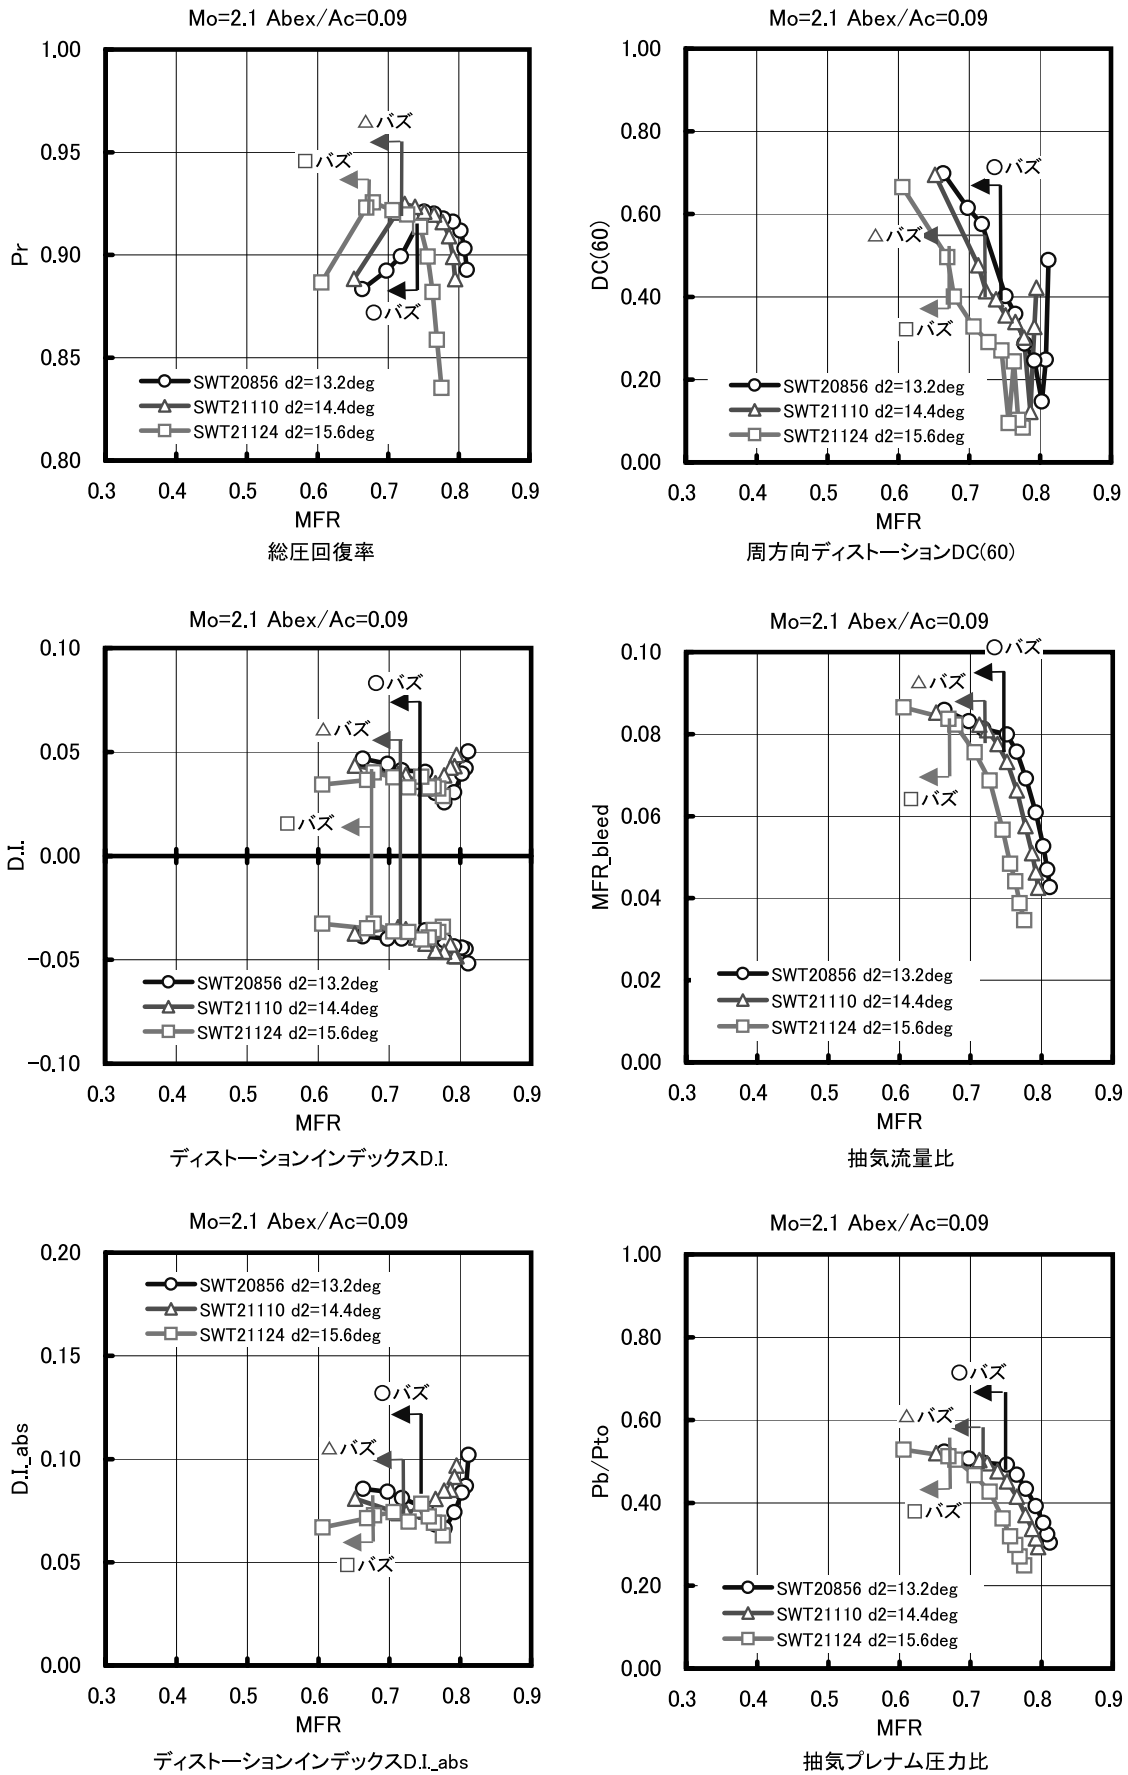 Mo=2.1 Abex/Ac=0.09
1.00
0.95
0.90
0.85
0.80
Pr
△バズ
□バズ
○バズ
SWT20856 d2=13.2deg
SWT21110 d2=14.4deg
SWT21124 d2=15.6deg
0.3 0.4 0.5 0.6 0.7 0.8 0.9
MFR
総圧回復率
Mo=2.1 Abex/Ac=0.09
1.00
0.80
0.60
0.40
0.20
0.00
DC(60)
○バズ
△バズ
□バズ
SWT20856 d2=13.2deg
SWT21110 d2=14.4deg
SWT21124 d2=15.6deg
0.3 0.4 0.5 0.6 0.7 0.8 0.9
MFR
周方向ディストーションDC(60)
Mo=2.1 Abex/Ac=0.09
0.10
0.05
0.00
-0.05
-0.10
D.I.
○バズ
△バズ
□バズ
SWT20856 d2=13.2deg
SWT21110 d2=14.4deg
SWT21124 d2=15.6deg
0.3 0.4 0.5 0.6 0.7 0.8 0.9
MFR
ディストーションインデックスD.I.
Mo=2.1 Abex/Ac=0.09
0.10
0.08
0.06
0.04
0.02
0.00
MFR_bleed
○バズ
△バズ
□バズ
SWT20856 d2=13.2deg
SWT21110 d2=14.4deg
SWT21124 d2=15.6deg
0.3 0.4 0.5 0.6 0.7 0.8 0.9
MFR
抽気流量比
Mo=2.1 Abex/Ac=0.09
0.20
0.15
0.10
0.05
0.00
D.I._abs
SWT20856 d2=13.2deg
SWT21110 d2=14.4deg
SWT21124 d2=15.6deg
○バズ
△バズ
□バズ
0.3 0.4 0.5 0.6 0.7 0.8 0.9
MFR
ディストーションインデックスD.I._abs
Mo=2.1 Abex/Ac=0.09
1.00
0.80
0.60
0.40
0.20
0.00
Pb/Pto
○バズ
△バズ
□バズ
SWT20856 d2=13.2deg
SWT21110 d2=14.4deg
SWT21124 d2=15.6deg
0.3 0.4 0.5 0.6 0.7 0.8 0.9
MFR
抽気プレナム圧力比